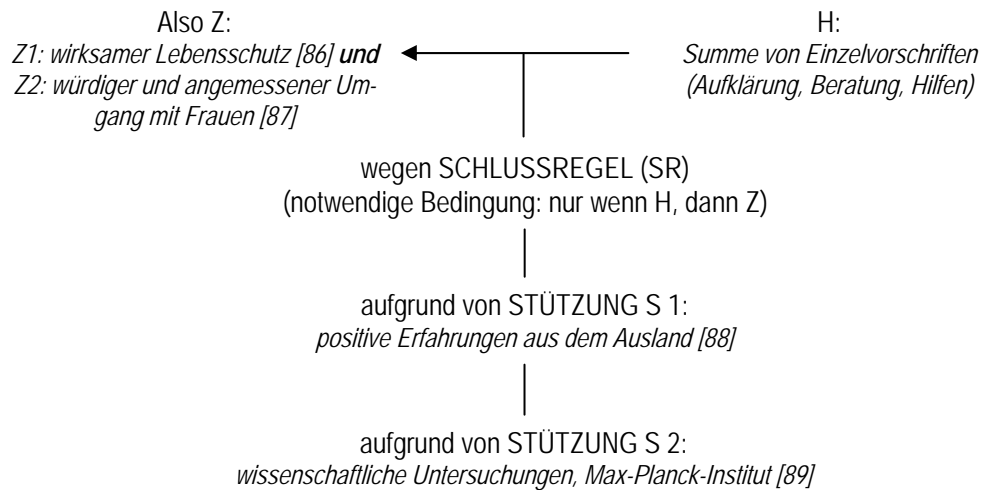 Also Z:
Z1: wirksamer Lebensschutz [86] und
Z2: würdiger und angemessener Um-
gang mit Frauen [87]
H:
Summe von Einzelvorschriften
(Aufklärung, Beratung, Hilfen)
wegen SCHLUSSREGEL (SR)
(notwendige Bedingung: nur wenn H, dann Z)
aufgrund von STÜTZUNG S 1:
positive Erfahrungen aus dem Ausland [88]
aufgrund von STÜTZUNG S 2:
wissenschaftliche Untersuchungen, Max-Planck-Institut [89]